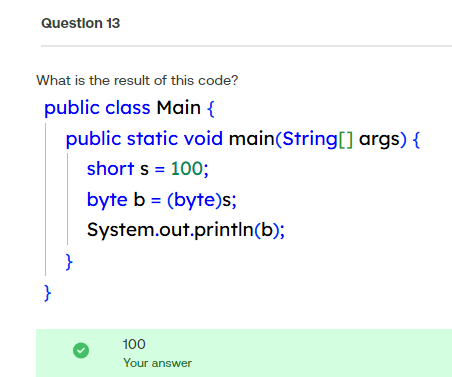 Question 13
What is the result of this code?
public class Main {
public static void main(String[] args) {
short s = 100;
byte b = (byte)s;
System.out.println(b);
}
}
100
Your answer